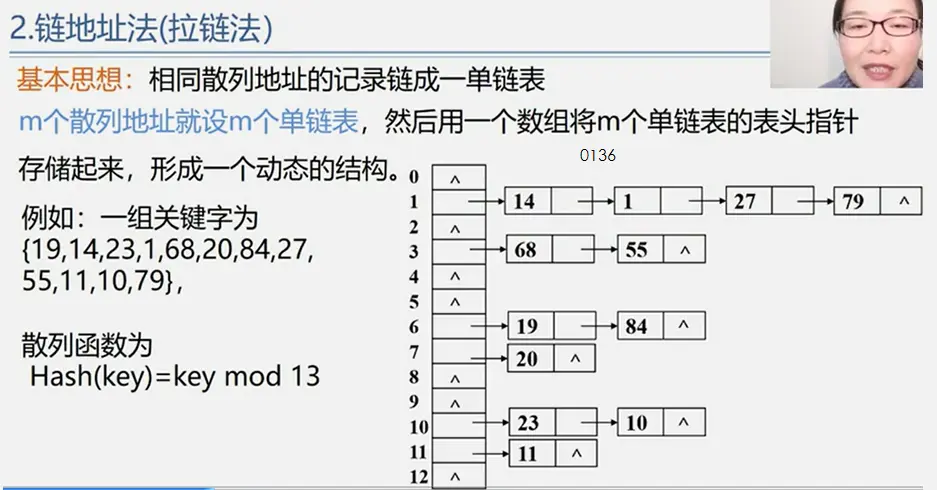 2.链地址法(拉链法)
基本思想：相同散列地址的记录链成一单链表
m个散列地址就设m个单链表，然后用一个数组将m个单链表的表头指针
0136
存储起来，形成一个动态的结构。
例如：一组关键字为
{19,14,23,1,68,20,84,27,
55,11,10,79}，
散列函数为
Hash(key)=key mod 13
0 ^
1 14 1 27 79 ^
2 ^
3 68 55 ^
4 ^
5 ^
6 19 84 ^
7 20 ^
8 ^
9 ^
10 23 10 ^
11 11 ^
12 ^